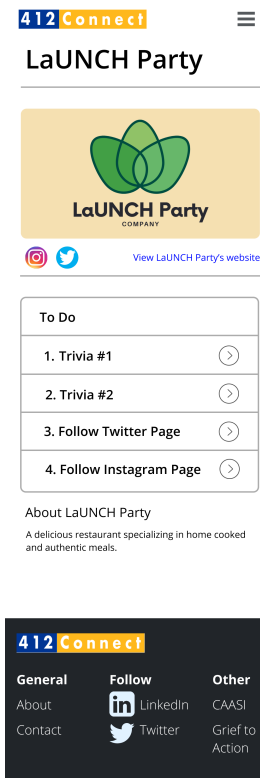 412 Connect
LaUNCH Party
LaUNCH Party
COMPANY
View LaUNCH Party's website
To Do
1. Trivia #1
2. Trivia #2
3. Follow Twitter Page
4. Follow Instagram Page
About LaUNCH Party
A delicious restaurant specializing in home cooked
and authentic meals.
412 Connect
General Follow Other
About LinkedIn CAASI
Contact Twitter Grief to
Action